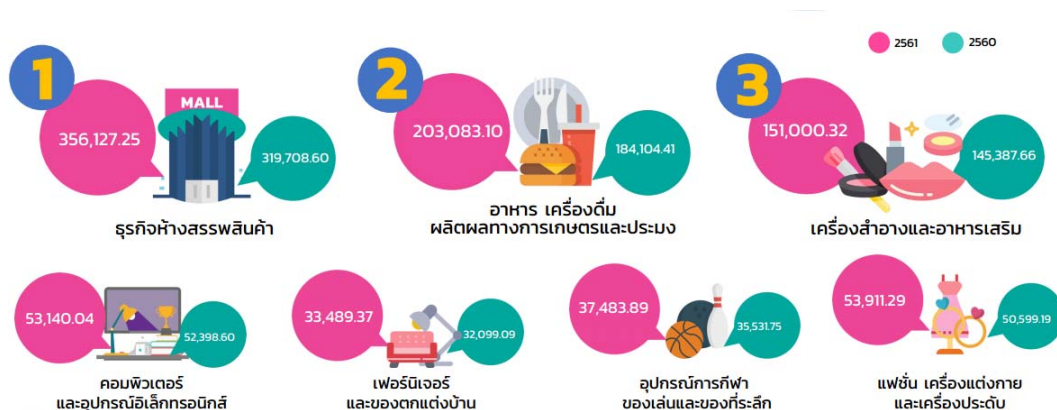 2561
2560
1
MALL
356,127.25
319,708.60
ธุรกิจห้างสรรพสินค้า
2
203,083.10
184,104.41
อาหาร เครื่องดื่ม
ผลิตผลทางการเกษตรและประมง
3
151,000.32
145,387.66
เครื่องสำอางและอาหารเสริม
53,140.04
52,398.60
คอมพิวเตอร์
และอุปกรณ์อิเล็กทรอนิกส์
33,489.37
32,099.09
เฟอร์นิเจอร์
และของตกแต่งบ้าน
37,483.89
35,531.75
อุปกรณ์การกีฬา
ของเล่นและของที่ระลึก
53,911.29
50,599.19
แฟชั่น เครื่องแต่งกาย
และเครื่องประดับ